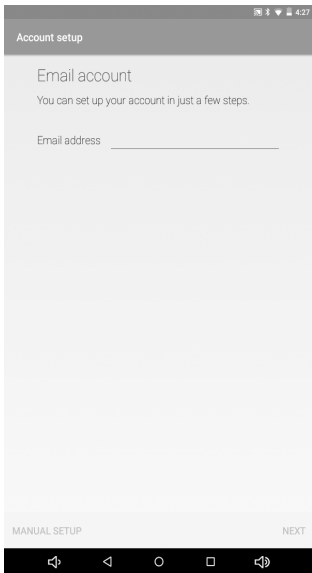 4:27
Account setup
Email account
You can set up your account in just a few steps.
Email address
MANUAL SETUP
NEXT